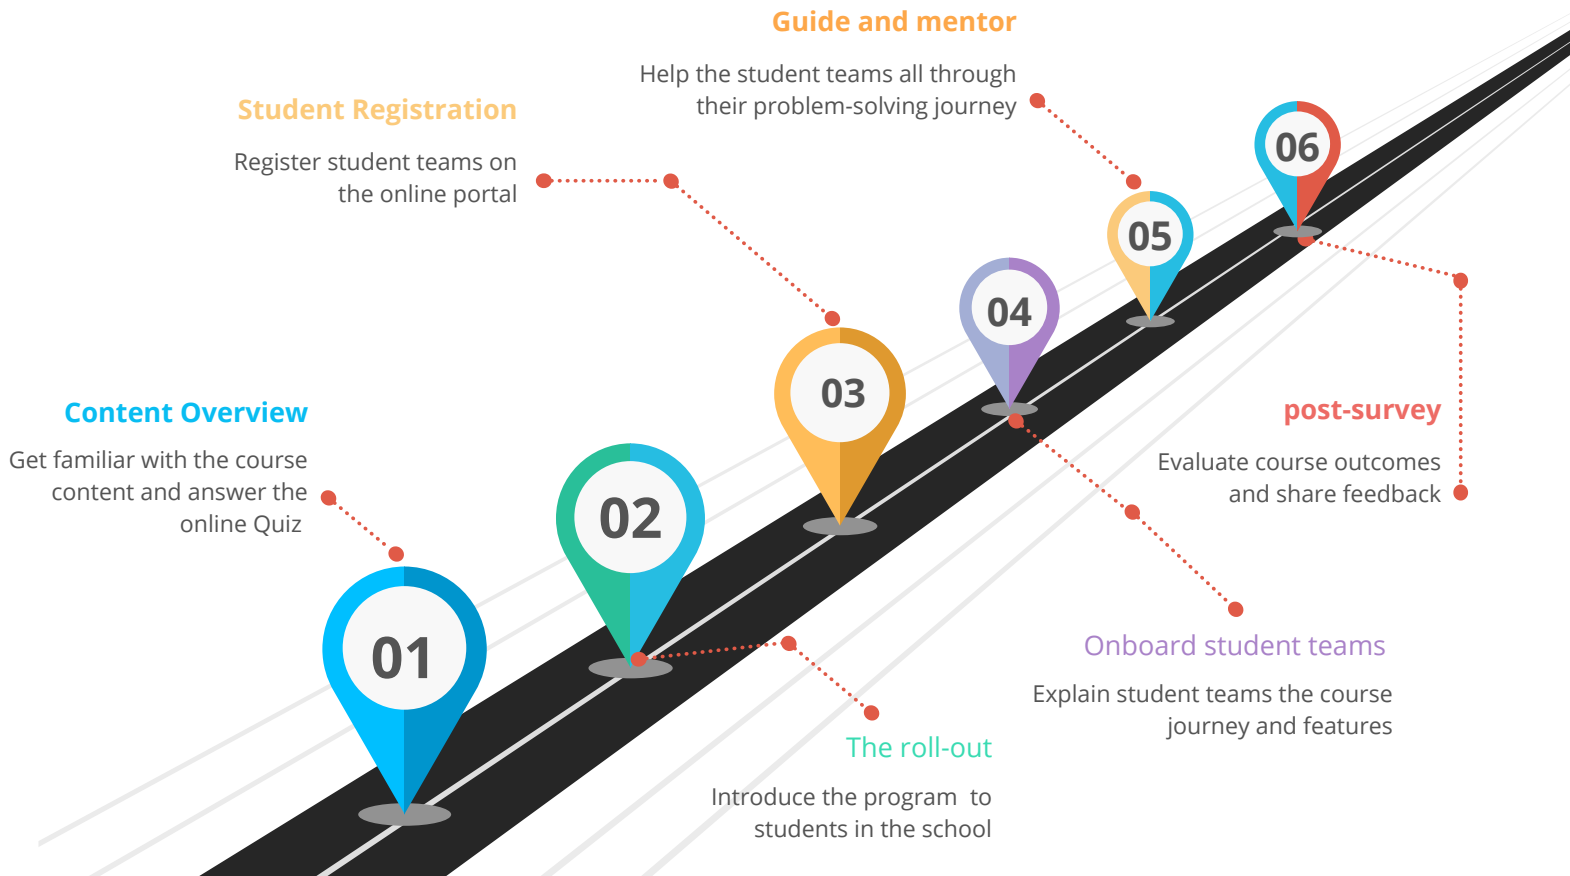 Guide and mentor
Help the student teams all through
their problem-solving journey
Student Registration
Register student teams on
the online portal
06
05
04
03
Content Overview
Get familiar with the course
content and answer the
online Quiz
post-survey
Evaluate course outcomes
and share feedback
02
01
Onboard student teams
Explain student teams the course
journey and features
The roll-out
Introduce the program  to
students in the school